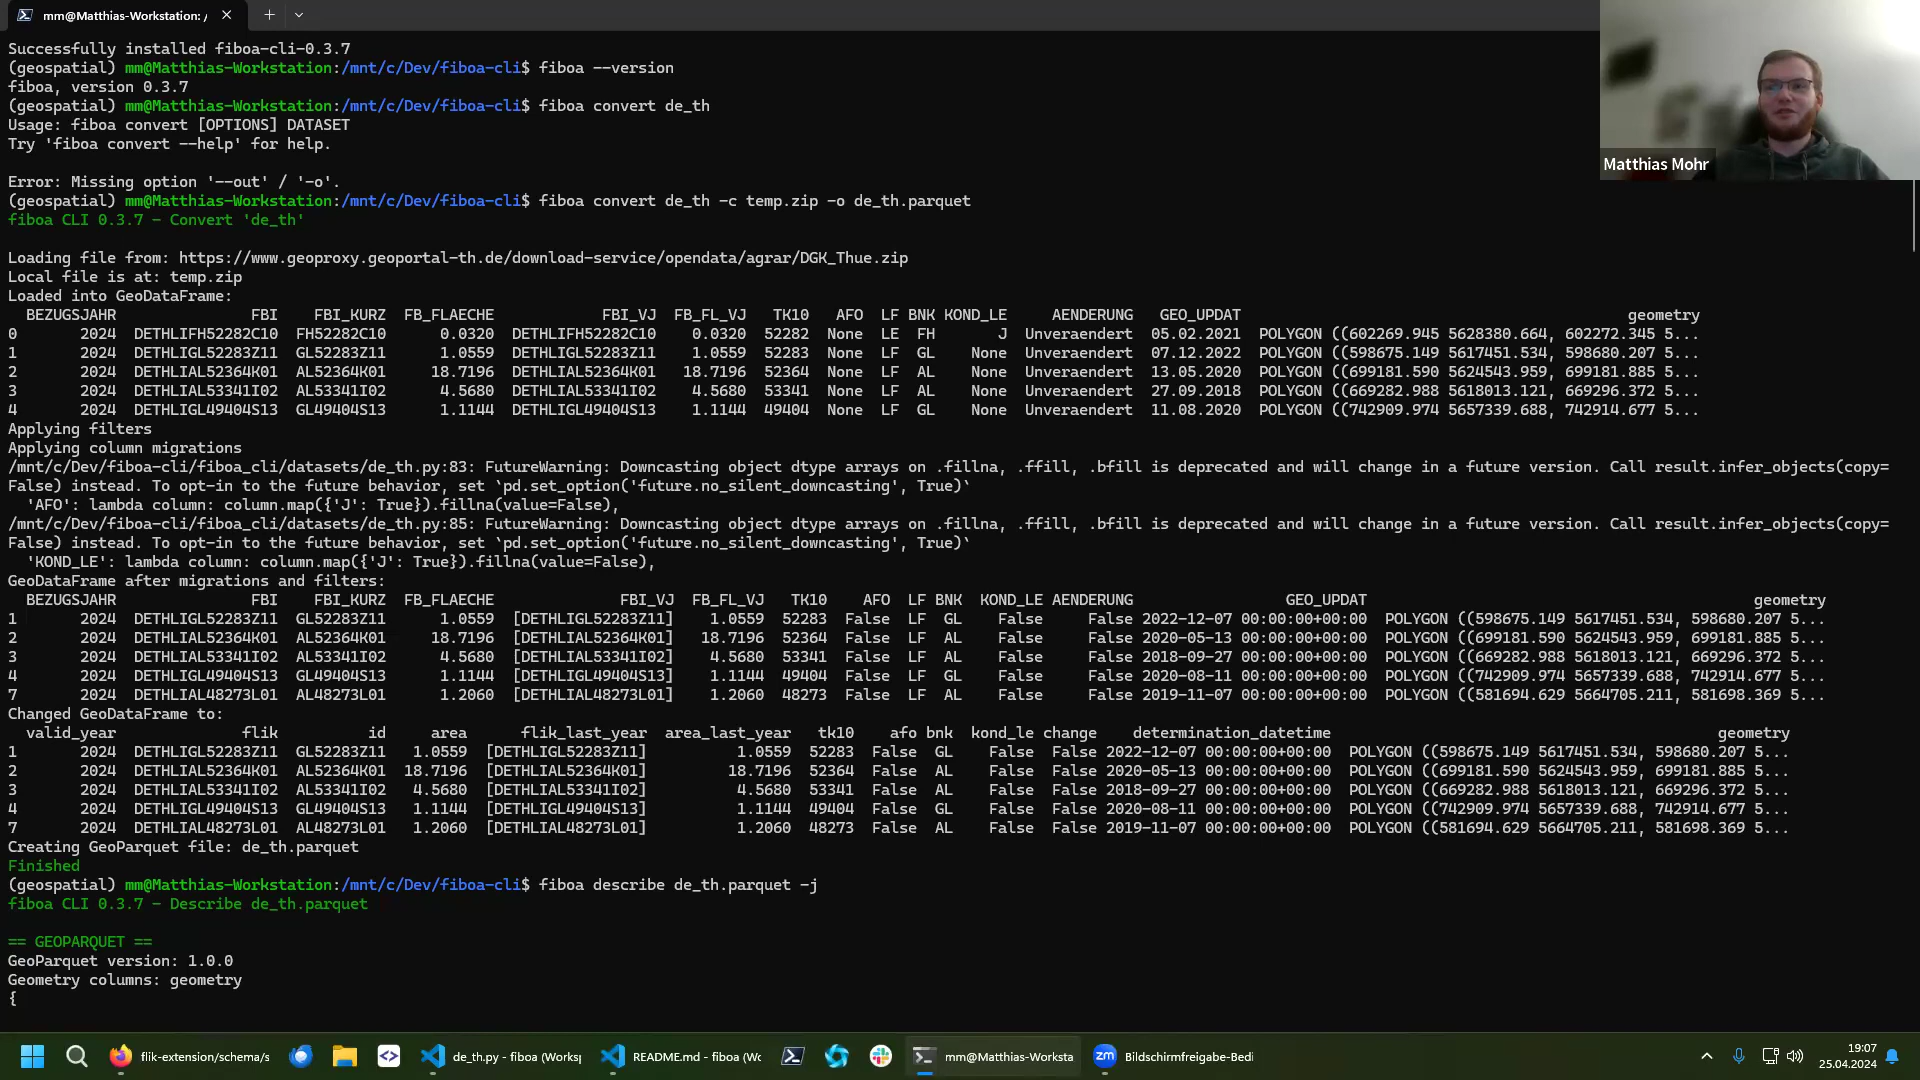 mm@Matthias-Workstation: /
Successfully installed fiboa-cli-0.3.7
(geospatial) mm@Matthias-Workstation:/mnt/c/Dev/fiboa-cli$ fiboa --version
fiboa, version 0.3.7
(geospatial) mm@Matthias-Workstation:/mnt/c/Dev/fiboa-cli$ fiboa convert de_th
Usage: fiboa convert [OPTIONS] DATASET
Try 'fiboa convert --help' for help.
Matthias Mohr
Error: Missing option '--out' / '-o'.
(geospatial) mm@Matthias-Workstation:/mnt/c/Dev/fiboa-cli$ fiboa convert de_th -c temp.zip -o de_th.parquet
fiboa CLI 0.3.7 - Convert 'de_th'
Loading file from: https://www.geoproxy.geoportal-th.de/download-service/opendata/agrar/DGK_Thue.zip
Local file is at: temp.zip
Loaded into GeoDataFrame:
BEZUGSJAHR FBI FBI_KURZ FB_FLAECHE FBI_VJ FB_FL_VJ TK10 AFO LF BNK KOND_LE AENDERUNG GEO_UPDAT geometry
0 2024 DETHLIFH52282C10 FH52282C10 0.0320 DETHLIFH52282C10 0.0320 52282 None LE FH J Unveraendert 05.02.2021 POLYGON ((602269.945 5628380.664, 602272.345 5...
1 2024 DETHLIGL52283Z11 GL52283Z11 1.0559 DETHLIGL52283Z11 1.0559 52283 None LF GL None Unveraendert 07.12.2022 POLYGON ((598675.149 5617451.534, 598680.207 5...
2 2024 DETHLIAL52364K01 AL52364K01 18.7196 DETHLIAL52364K01 18.7196 52364 None LF AL None Unveraendert 13.05.2020 POLYGON ((699181.590 5624543.959, 699181.885 5...
3 2024 DETHLIAL53341I02 AL53341I02 4.5680 DETHLIAL53341I02 4.5680 53341 None LF AL None Unveraendert 27.09.2018 POLYGON ((669282.988 5618013.121, 669296.372 5...
4 2024 DETHLIGL49404S13 GL49404S13 1.1144 DETHLIGL49404S13 1.1144 49404 None LF GL None Unveraendert 11.08.2020 POLYGON ((742909.974 5657339.688, 742914.677 5...
Applying filters
Applying column migrations
/mnt/c/Dev/fiboa-cli/fiboa_cli/datasets/de_th.py:83: FutureWarning: Downcasting object dtype arrays on .fillna, .ffill, .bfill is deprecated and will change in a future version. Call result.infer_objects(copy=
False) instead. To opt-in to the future behavior, set `pd.set_option('future.no_silent_downcasting', True)`
'AFO': lambda column: column.map({'J': True}).fillna(value=False),
/mnt/c/Dev/fiboa-cli/fiboa_cli/datasets/de_th.py:85: FutureWarning: Downcasting object dtype arrays on .fillna, .ffill, .bfill is deprecated and will change in a future version. Call result.infer_objects(copy=
False) instead. To opt-in to the future behavior, set `pd.set_option('future.no_silent_downcasting', True)`
'KOND_LE': lambda column: column.map({'J': True}).fillna(value=False),
GeoDataFrame after migrations and filters:
BEZUGSJAHR FBI FBI_KURZ FB_FLAECHE FBI_VJ FB_FL_VJ TK10 AFO LF BNK KOND_LE AENDERUNG GEO_UPDAT geometry
1 2024 DETHLIGL52283Z11 GL52283Z11 1.0559 [DETHLIGL52283Z11] 1.0559 52283 False LF GL False False 2022-12-07 00:00:00+00:00 POLYGON ((598675.149 5617451.534, 598680.207 5...
2 2024 DETHLIAL52364K01 AL52364K01 18.7196 [DETHLIAL52364K01] 18.7196 52364 False LF AL False False 2020-05-13 00:00:00+00:00 POLYGON ((699181.590 5624543.959, 699181.885 5...
3 2024 DETHLIAL53341I02 AL53341I02 4.5680 [DETHLIAL53341I02] 4.5680 53341 False LF AL False False 2018-09-27 00:00:00+00:00 POLYGON ((669282.988 5618013.121, 669296.372 5...
4 2024 DETHLIGL49404S13 GL49404S13 1.1144 [DETHLIGL49404S13] 1.1144 49404 False LF GL False False 2020-08-11 00:00:00+00:00 POLYGON ((742909.974 5657339.688, 742914.677 5...
7 2024 DETHLIAL48273L01 AL48273L01 1.2060 [DETHLIAL48273L01] 1.2060 48273 False LF AL False False 2019-11-07 00:00:00+00:00 POLYGON ((581694.629 5664705.211, 581698.369 5...
Changed GeoDataFrame to:
valid_year flik id area flik_last_year area_last_year tk10 afo bnk kond_le change determination_datetime geometry
1 2024 DETHLIGL52283Z11 GL52283Z11 1.0559 [DETHLIGL52283Z11] 1.0559 52283 False GL False False 2022-12-07 00:00:00+00:00 POLYGON ((598675.149 5617451.534, 598680.207 5...
2 2024 DETHLIAL52364K01 AL52364K01 18.7196 [DETHLIAL52364K01] 18.7196 52364 False AL False False 2020-05-13 00:00:00+00:00 POLYGON ((699181.590 5624543.959, 699181.885 5...
3 2024 DETHLIAL53341I02 AL53341I02 4.5680 [DETHLIAL53341I02] 4.5680 53341 False AL False False 2018-09-27 00:00:00+00:00 POLYGON ((669282.988 5618013.121, 669296.372 5...
4 2024 DETHLIGL49404S13 GL49404S13 1.1144 [DETHLIGL49404S13] 1.1144 49404 False GL False False 2020-08-11 00:00:00+00:00 POLYGON ((742909.974 5657339.688, 742914.677 5...
7 2024 DETHLIAL48273L01 AL48273L01 1.2060 [DETHLIAL48273L01] 1.2060 48273 False AL False False 2019-11-07 00:00:00+00:00 POLYGON ((581694.629 5664705.211, 581698.369 5...
Creating GeoParquet file: de_th.parquet
Finished
(geospatial) mm@Matthias-Workstation:/mnt/c/Dev/fiboa-cli$ fiboa describe de_th.parquet -j
fiboa CLI 0.3.7 - Describe de_th.parquet
== GEOPARQUET ==
GeoParquet version: 1.0.0
Geometry columns: geometry
{
flik-extension/schema/s de_th.py - fiboa (Worksp README.md - fiboa (Wo mm@Matthias-Worksta zm Bildschirmfreigabe-Bedi 19:07
25.04.2024